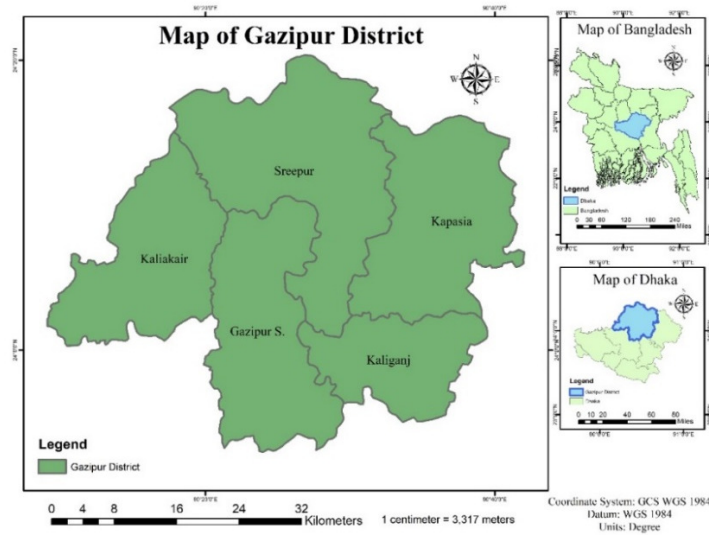 Map of Gazipur District
N
W
E
S
Sreepur
Kapasia
Kaliakair
Gazipur S.
Kaliganj
Legend
Gazipur District
0 2 4 8 16 24 32
Kilometers
1 centimeter = 3,317 meters
Map of Bangladesh
Legend
Dhaka
Bangladesh
0 30 60 120 180 240
Miles
Map of Dhaka
Legend
Gazipur District
Dhaka
0 10 20 40 60 80
Miles
Coordinate System: GCS WGS 1984
Datum: WGS 1984
Units: Degree